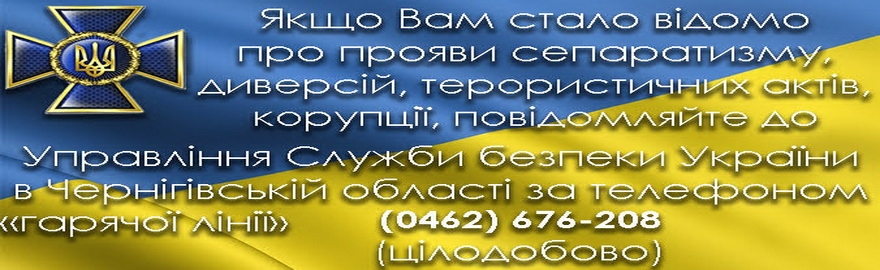 Якщо Вам стало відомо
про прояви сепаратизму,
диверсій, терористичних актів,
корупції, повідомляйте до
Управління Служби безпеки України
в Чернігівській області за телефоном
«гарячої лінії» (0462) 676-208
(цілодобово)